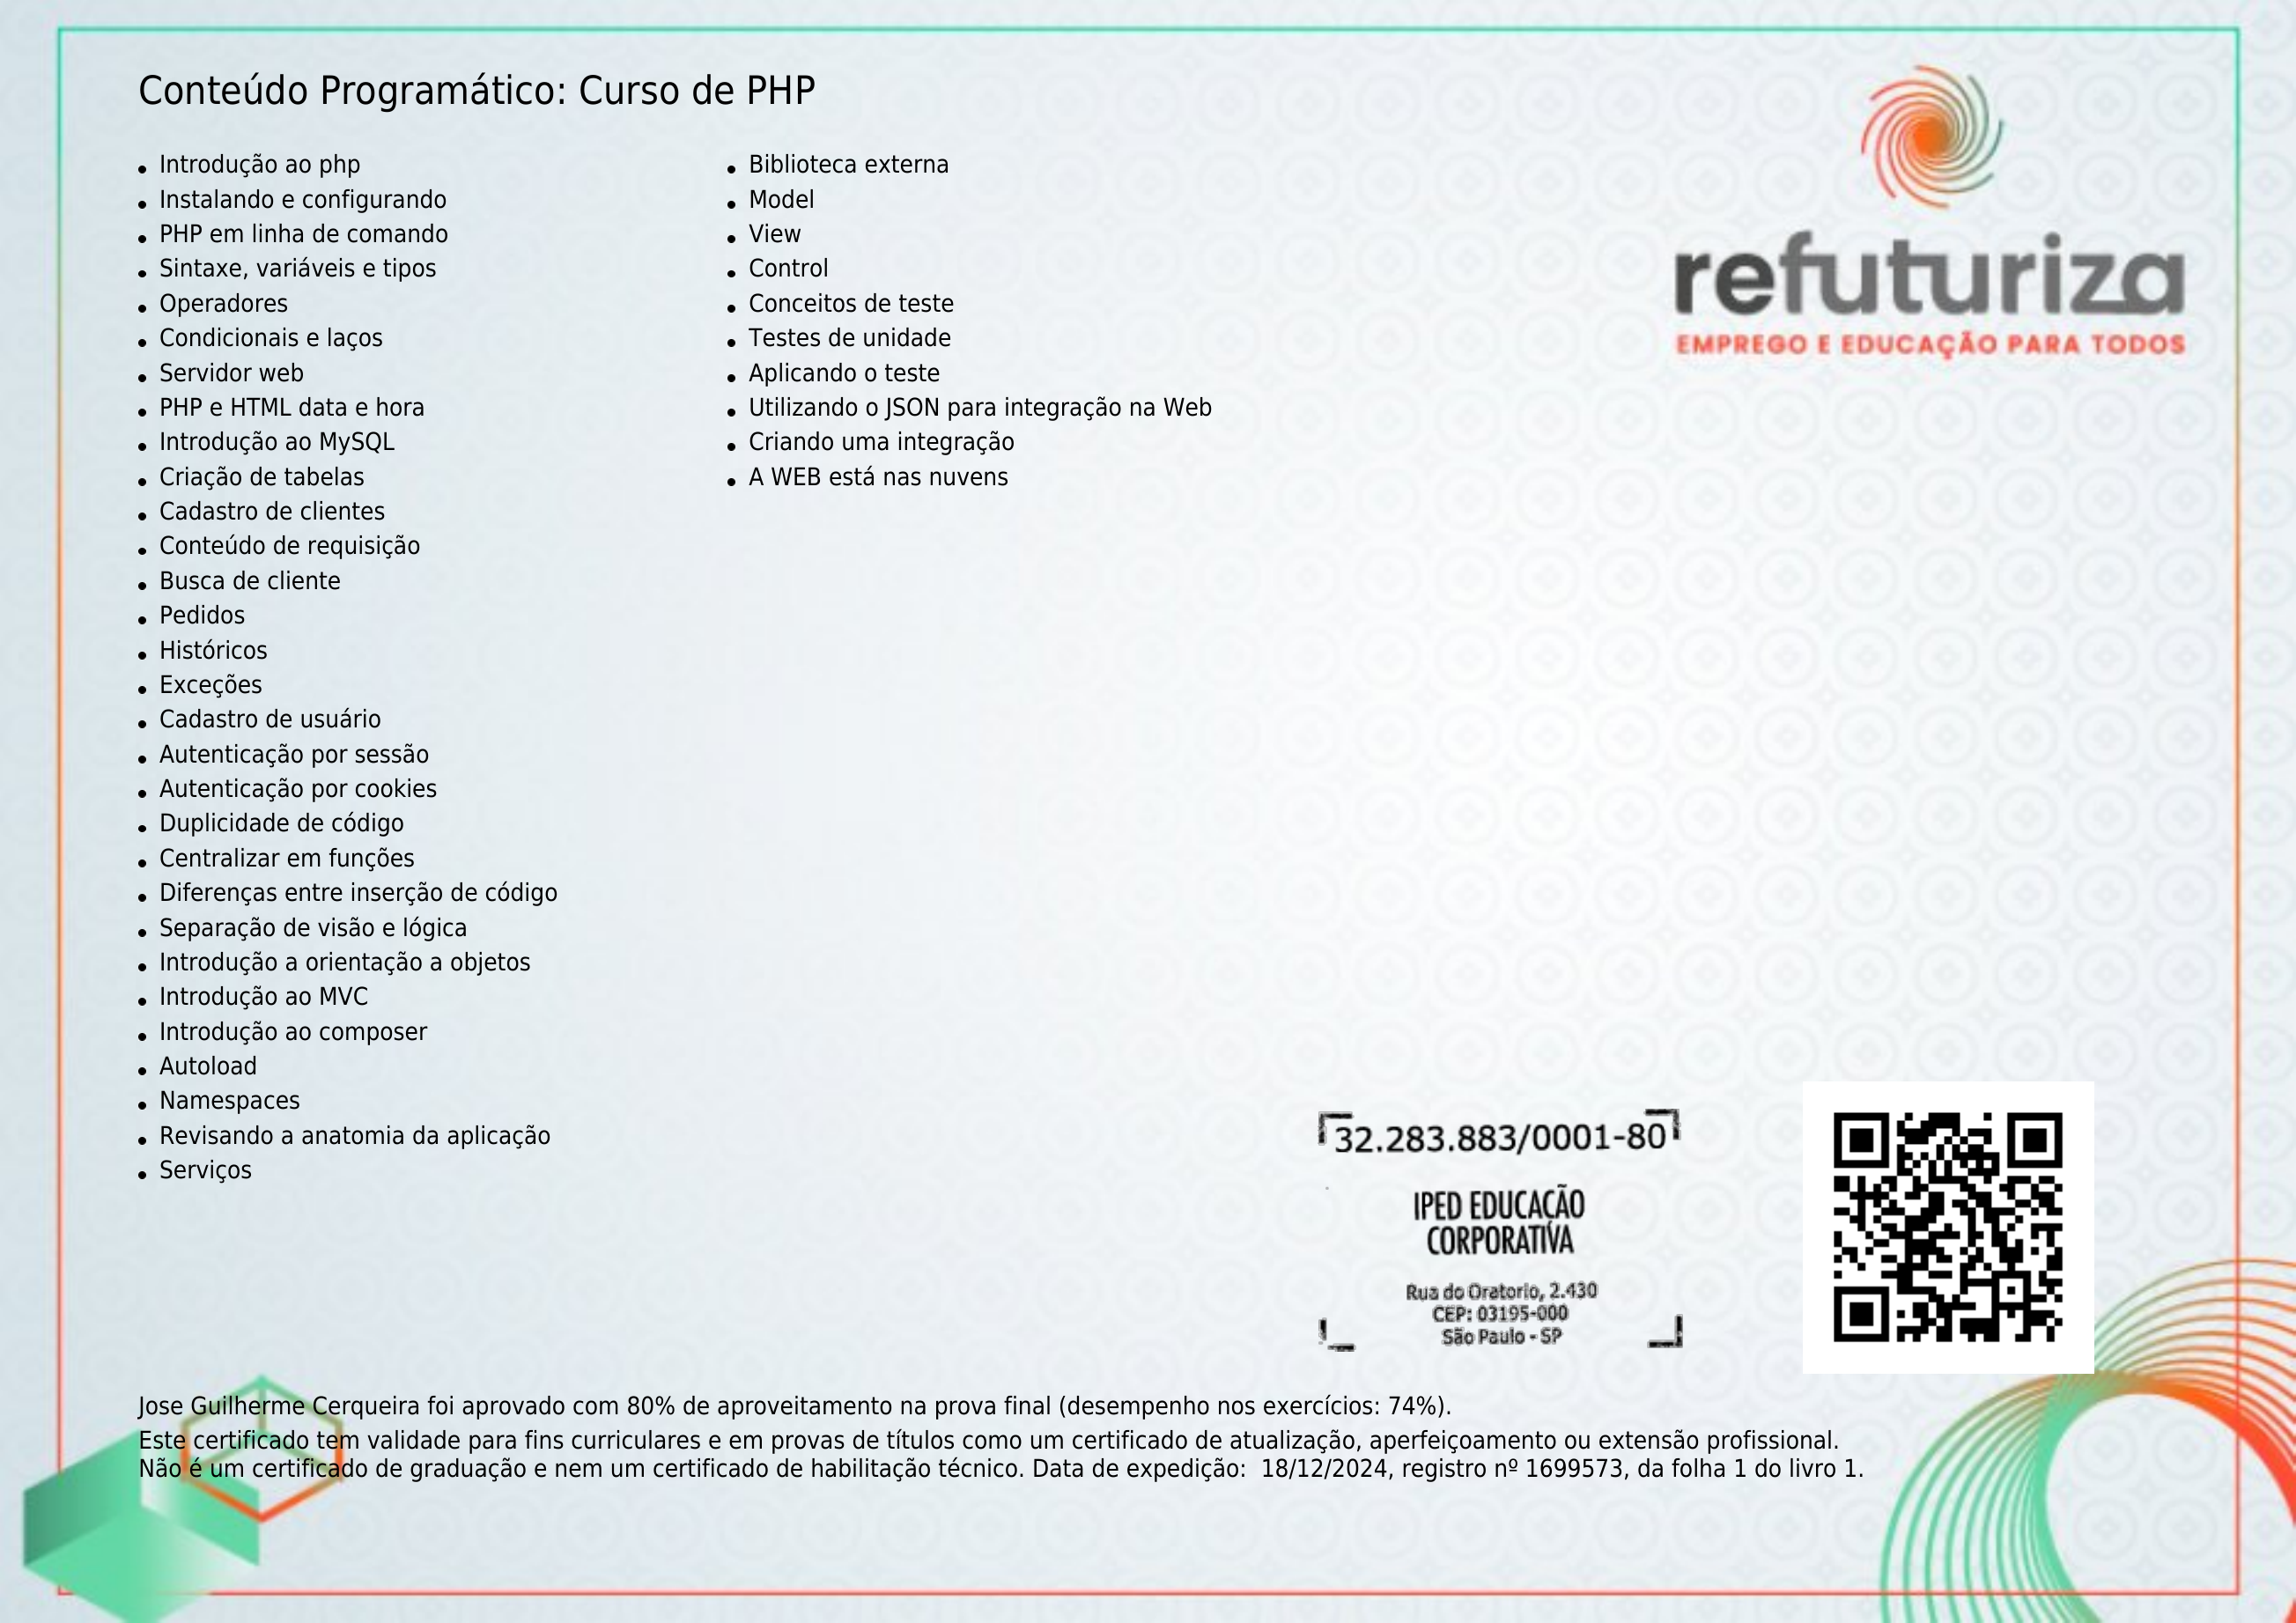 Conteúdo Programático: Curso de PHP
Introdução ao php
Instalando e configurando
PHP em linha de comando
Sintaxe, variáveis e tipos
Operadores
Condicionais e laços
Servidor web
PHP e HTML data e hora
Introdução ao MySQL
Criação de tabelas
Cadastro de clientes
Conteúdo de requisição
Busca de cliente
Pedidos
Históricos
Exceções
Cadastro de usuário
Autenticação por sessão
Autenticação por cookies
Duplicidade de código
Centralizar em funções
Diferenças entre inserção de código
Separação de visão e lógica
Introdução a orientação a objetos
Introdução ao MVC
Introdução ao composer
Autoload
Namespaces
Revisando a anatomia da aplicação
Serviços
Biblioteca externa
Model
View
Control
Conceitos de teste
Testes de unidade
Aplicando o teste
Utilizando o JSON para integração na Web
Criando uma integração
A WEB está nas nuvens
refuturiza
EMPREGO E EDUCAÇÃO PARA TODOS
32.283.883/0001-80
IPED EDUCAÇÃO
CORPORATIVA
Rua do Oratorio, 2.430
CEP: 03195-000
São Paulo - SP
Jose Guilherme Cerqueira foi aprovado com 80% de aproveitamento na prova final (desempenho nos exercícios: 74%).
Este certificado tem validade para fins curriculares e em provas de títulos como um certificado de atualização, aperfeiçoamento ou extensão profissional.
Não é um certificado de graduação e nem um certificado de habilitação técnico. Data de expedição: 18/12/2024, registro nº 1699573, da folha 1 do livro 1.